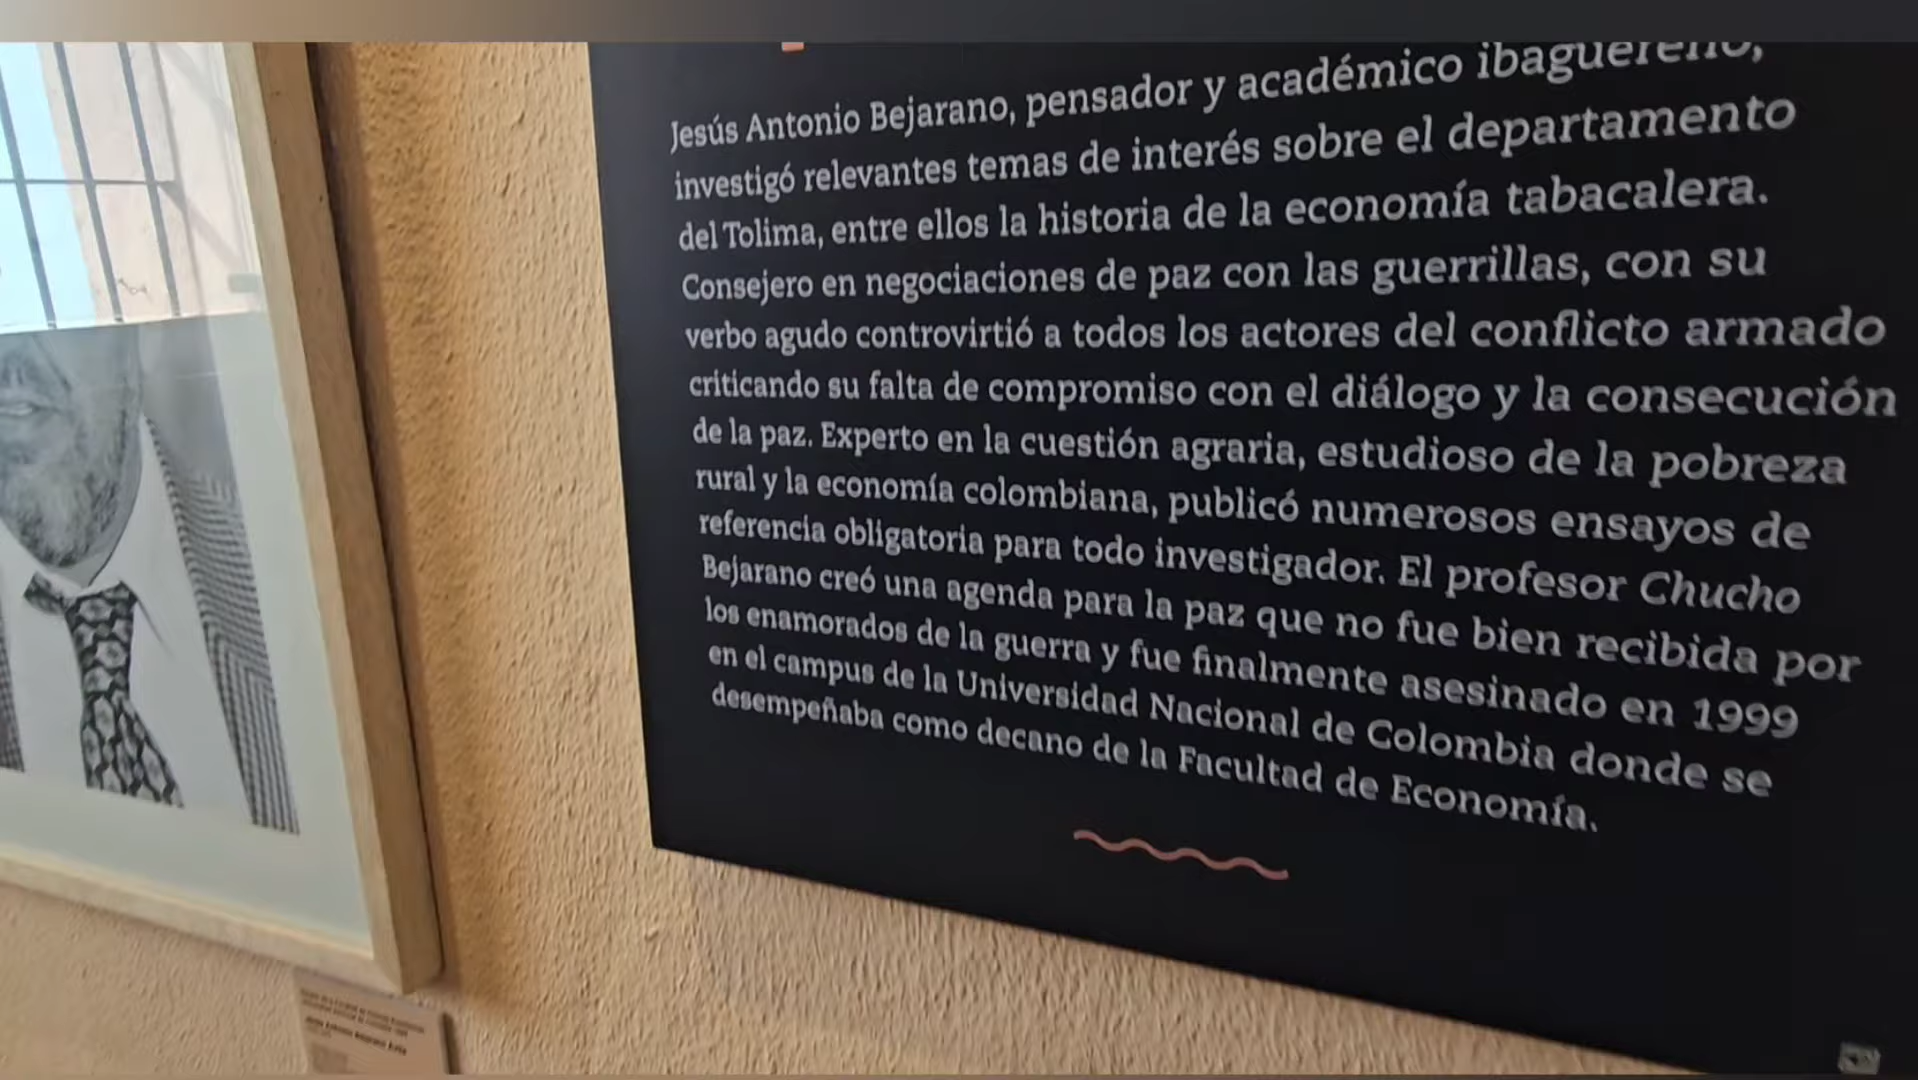 Jesús Antonio Bejarano, pensador y académico ibaguereño,
investigó relevantes temas de interés sobre el departamento
del Tolima, entre ellos la historia de la economía tabacalera.
Consejero en negociaciones de paz con las guerrillas, con su
verbo agudo controvirtió a todos los actores del conflicto armado
criticando su falta de compromiso con el diálogo y la consecución
de la paz. Experto en la cuestión agraria, estudioso de la pobreza
rural y la economía colombiana, publicó numerosos ensayos de
referencia obligatoria para todo investigador. El profesor Chucho
Bejarano creó una agenda para la paz que no fue bien recibida por
los enamorados de la guerra y fue finalmente asesinado en 1999
en el campus de la Universidad Nacional de Colombia donde se
desempeñaba como decano de la Facultad de Economía.